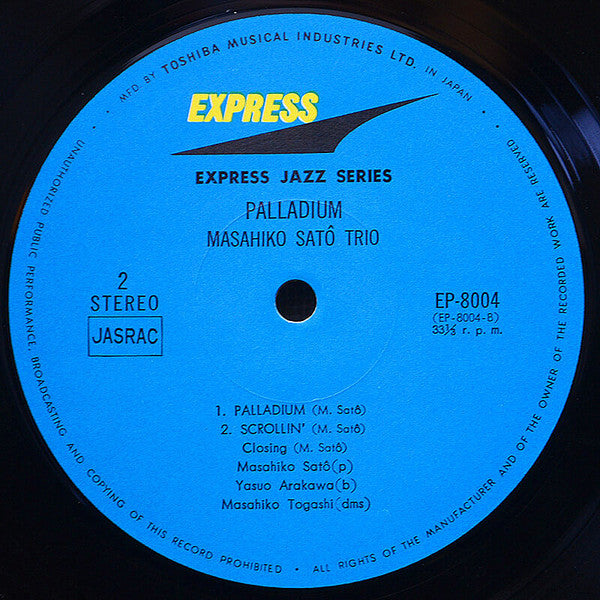 • MFD BY TOSHIBA MUSICAL INDUSTRIES LTD. IN JAPAN •
EXPRESS
EXPRESS JAZZ SERIES
PALLADIUM
MASAHIKO SATÔ TRIO
2
STEREO
JASRAC
EP-8004
(EP-8004-B)
33⅓ r. p. m.
1. PALLADIUM (M. Satô)
2. SCROLLIN' (M. Satô)
Closing (M. Satô)
Masahiko Satô(p)
Yasuo Arakawa(b)
Masahiko Togashi(dms)
UNAUTHORIZED PUBLIC PERFORMANCE, BROADCASTING AND COPYING OF THIS RECORD PROHIBITED • ALL RIGHTS OF THE MANUFACTURER AND OF THE OWNER OF THE RECORDED WORK ARE RESERVED